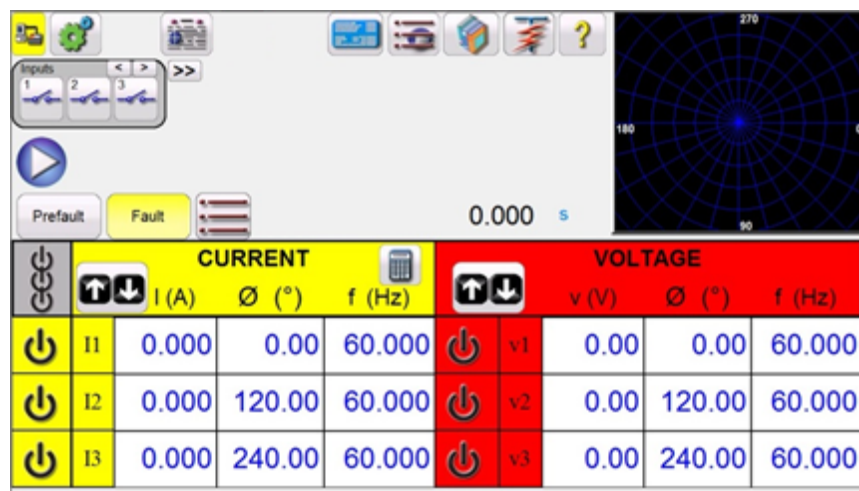 270
?
Inputs < > >>
1 2 3
180
Prefault Fault 0.000 s
90
CURRENT VOLTAGE
I (A) Ø (°) f (Hz) v (V) Ø (°) f (Hz)
I1 0.000 0.00 60.000 v1 0.00 0.00 60.000
I2 0.000 120.00 60.000 v2 0.00 120.00 60.000
I3 0.000 240.00 60.000 v3 0.00 240.00 60.000